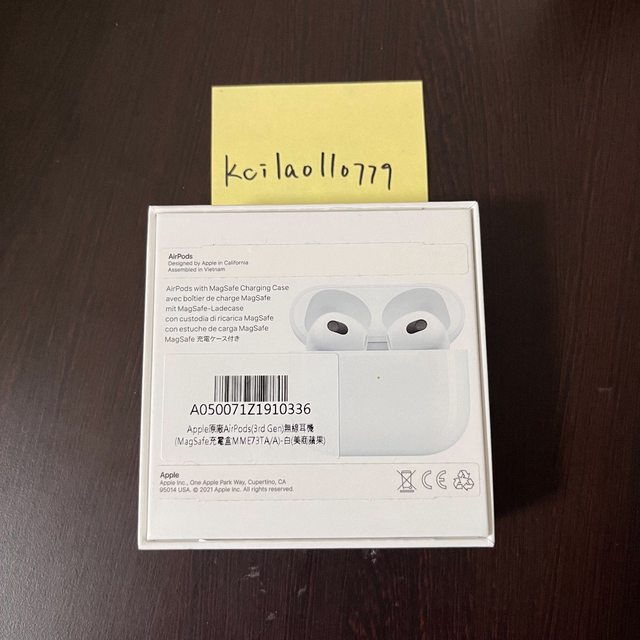 kcilaollo779
AirPods
Designed by Apple in California
Assembled in Vietnam
AirPods with MagSafe Charging Case
avec boîtier de charge MagSafe
mit MagSafe-Ladecase
con custodia di ricarica MagSafe
con estuche de carga MagSafe
MagSafe 充電ケース付き
A050071Z1910336
Apple原廠AirPods(3rd Gen)無線耳機
(MagSafe充電盒MME73TA/A)-白(美商蘋果)
Apple
Apple Inc., One Apple Park Way, Cupertino, CA
95014 USA. © 2021 Apple Inc. All rights reserved.
CE